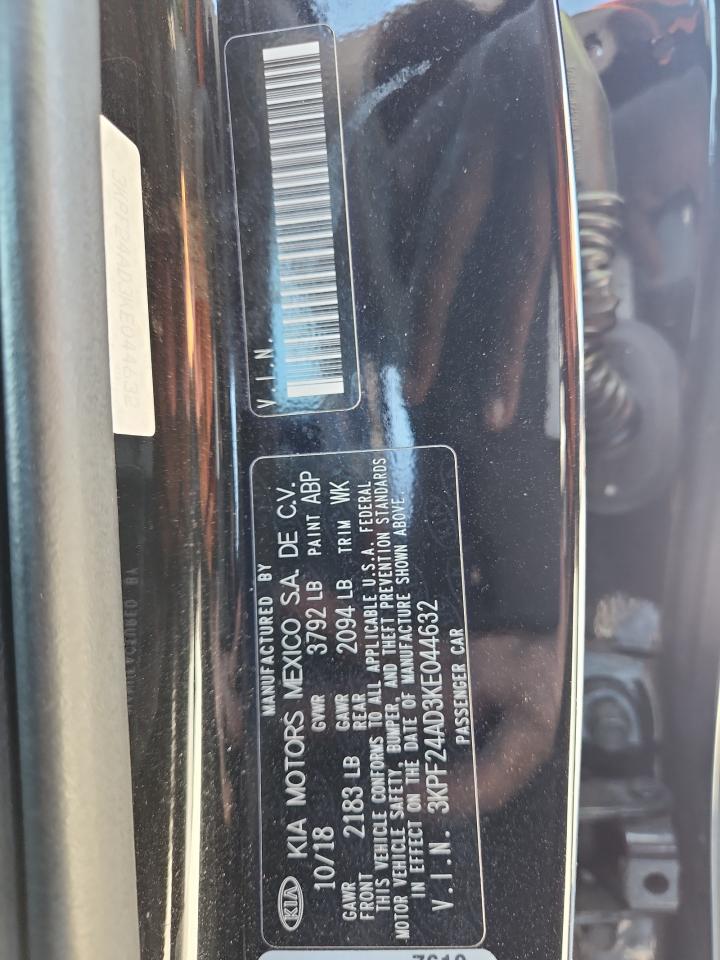 V.I.N.
MANUFACTURED BY
KIA KIA MOTORS MEXICO S.A. DE C.V.
10/18 GVWR 3792 LB PAINT ABP
GAWR FRONT 2183 LB GAWR REAR 2094 LB TRIM WK
THIS VEHICLE CONFORMS TO ALL APPLICABLE U.S.A. FEDERAL
MOTOR VEHICLE SAFETY, BUMPER, AND THEFT PREVENTION STANDARDS
IN EFFECT ON THE DATE OF MANUFACTURE SHOWN ABOVE.
V.I.N. 3KPF24AD3KE044632
PASSENGER CAR
3KPF24AD3KE044632